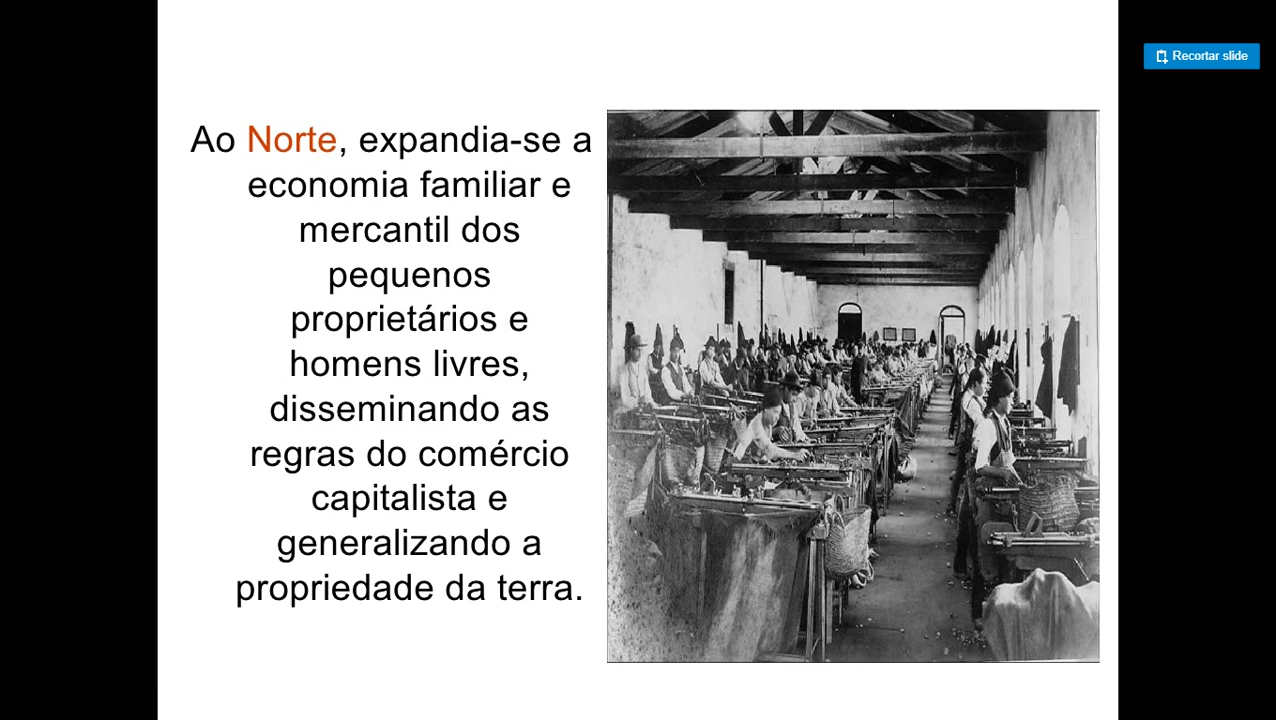 Recortar slide
Ao Norte, expandia-se a
economia familiar e
mercantil dos
pequenos
proprietários e
homens livres,
disseminando as
regras do comércio
capitalista e
generalizando a
propriedade da terra.